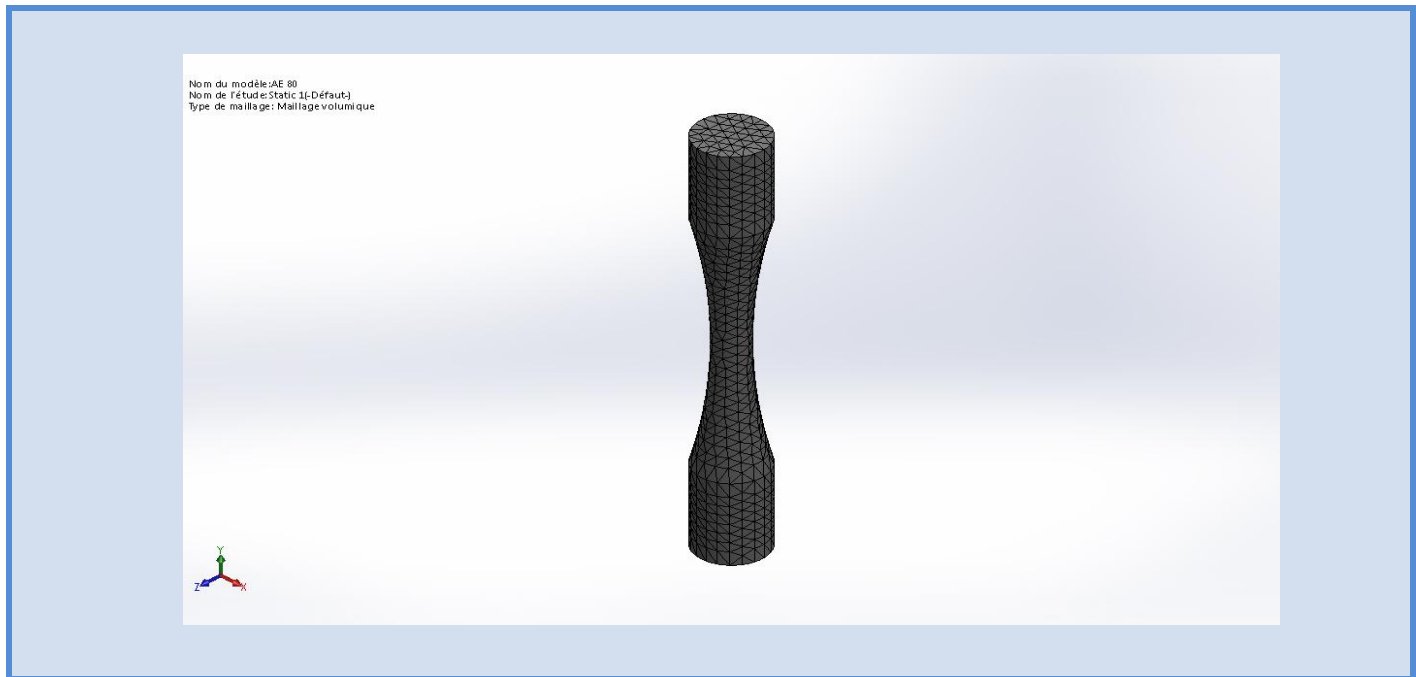 Nom du modèle:AE 80
Nom de l'étude:Static 1(-Défaut-)
Type de maillage: Maillage volumique
Y
Z
X